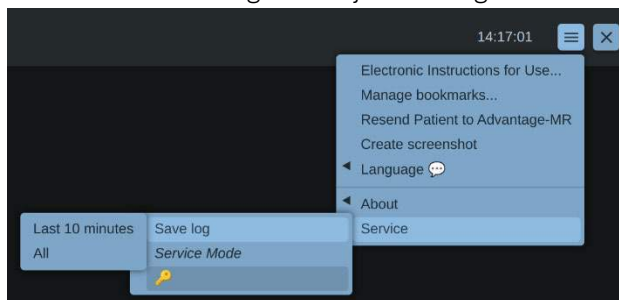 14:17:01
Electronic Instructions for Use...
Manage bookmarks...
Resend Patient to Advantage-MR
Create screenshot
Language
About
Service
Save log
Service Mode
Last 10 minutes
All